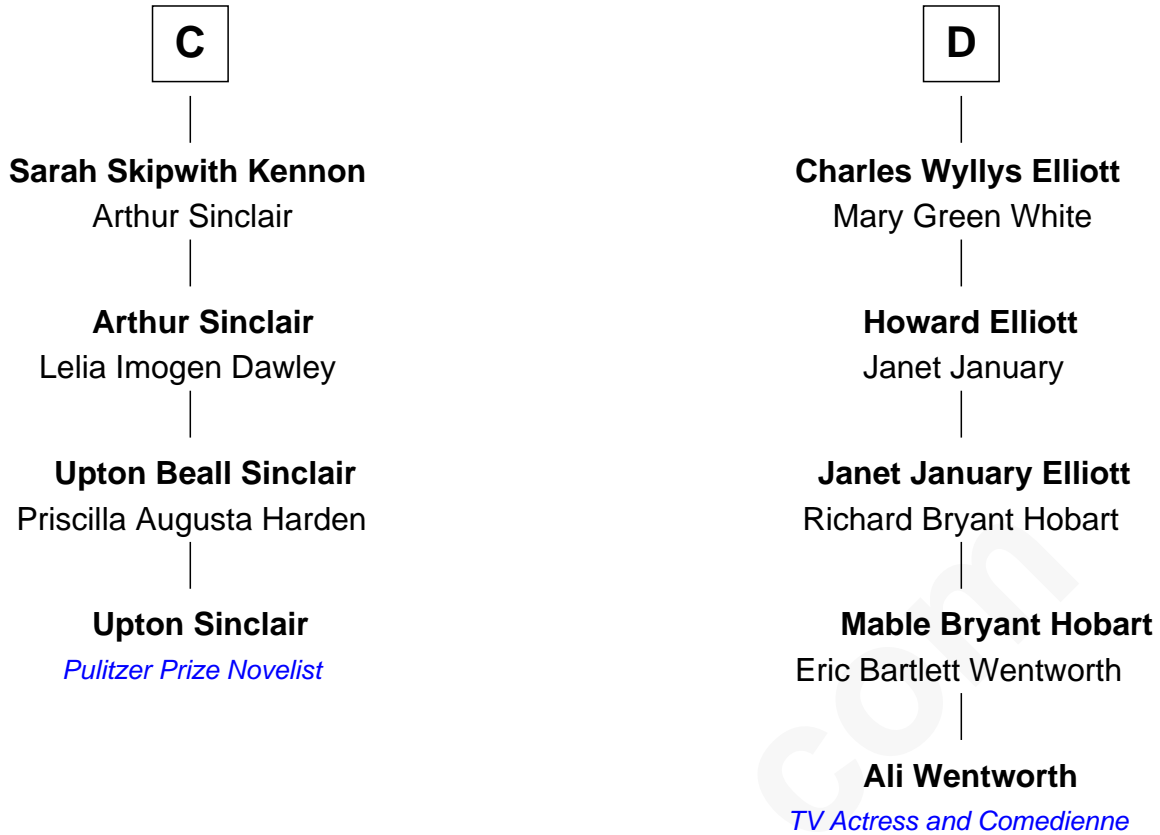 C
Sarah Skipwith Kennon
Arthur Sinclair
Arthur Sinclair
Lelia Imogen Dawley
Upton Beall Sinclair
Priscilla Augusta Harden
Upton Sinclair
Pulitzer Prize Novelist
D
Charles Wyllys Elliott
Mary Green White
Howard Elliott
Janet January
Janet January Elliott
Richard Bryant Hobart
Mable Bryant Hobart
Eric Bartlett Wentworth
Ali Wentworth
TV Actress and Comedienne
com